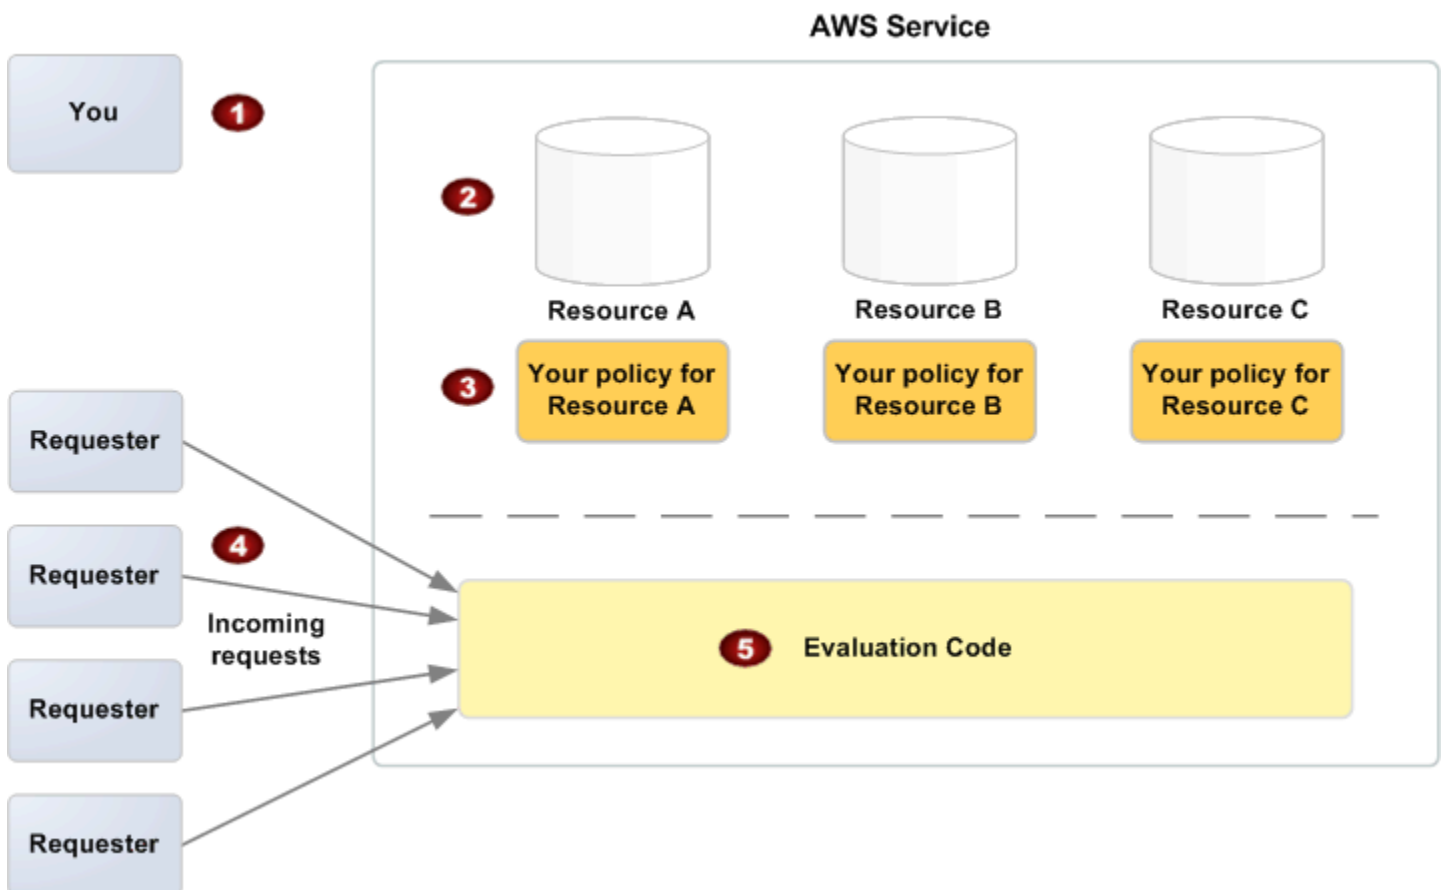 AWS Service
You
1
2
Resource A
Resource B
Resource C
3
Your policy for
Resource A
Your policy for
Resource B
Your policy for
Resource C
Requester
4
Requester
Incoming
requests
5
Evaluation Code
Requester
Requester